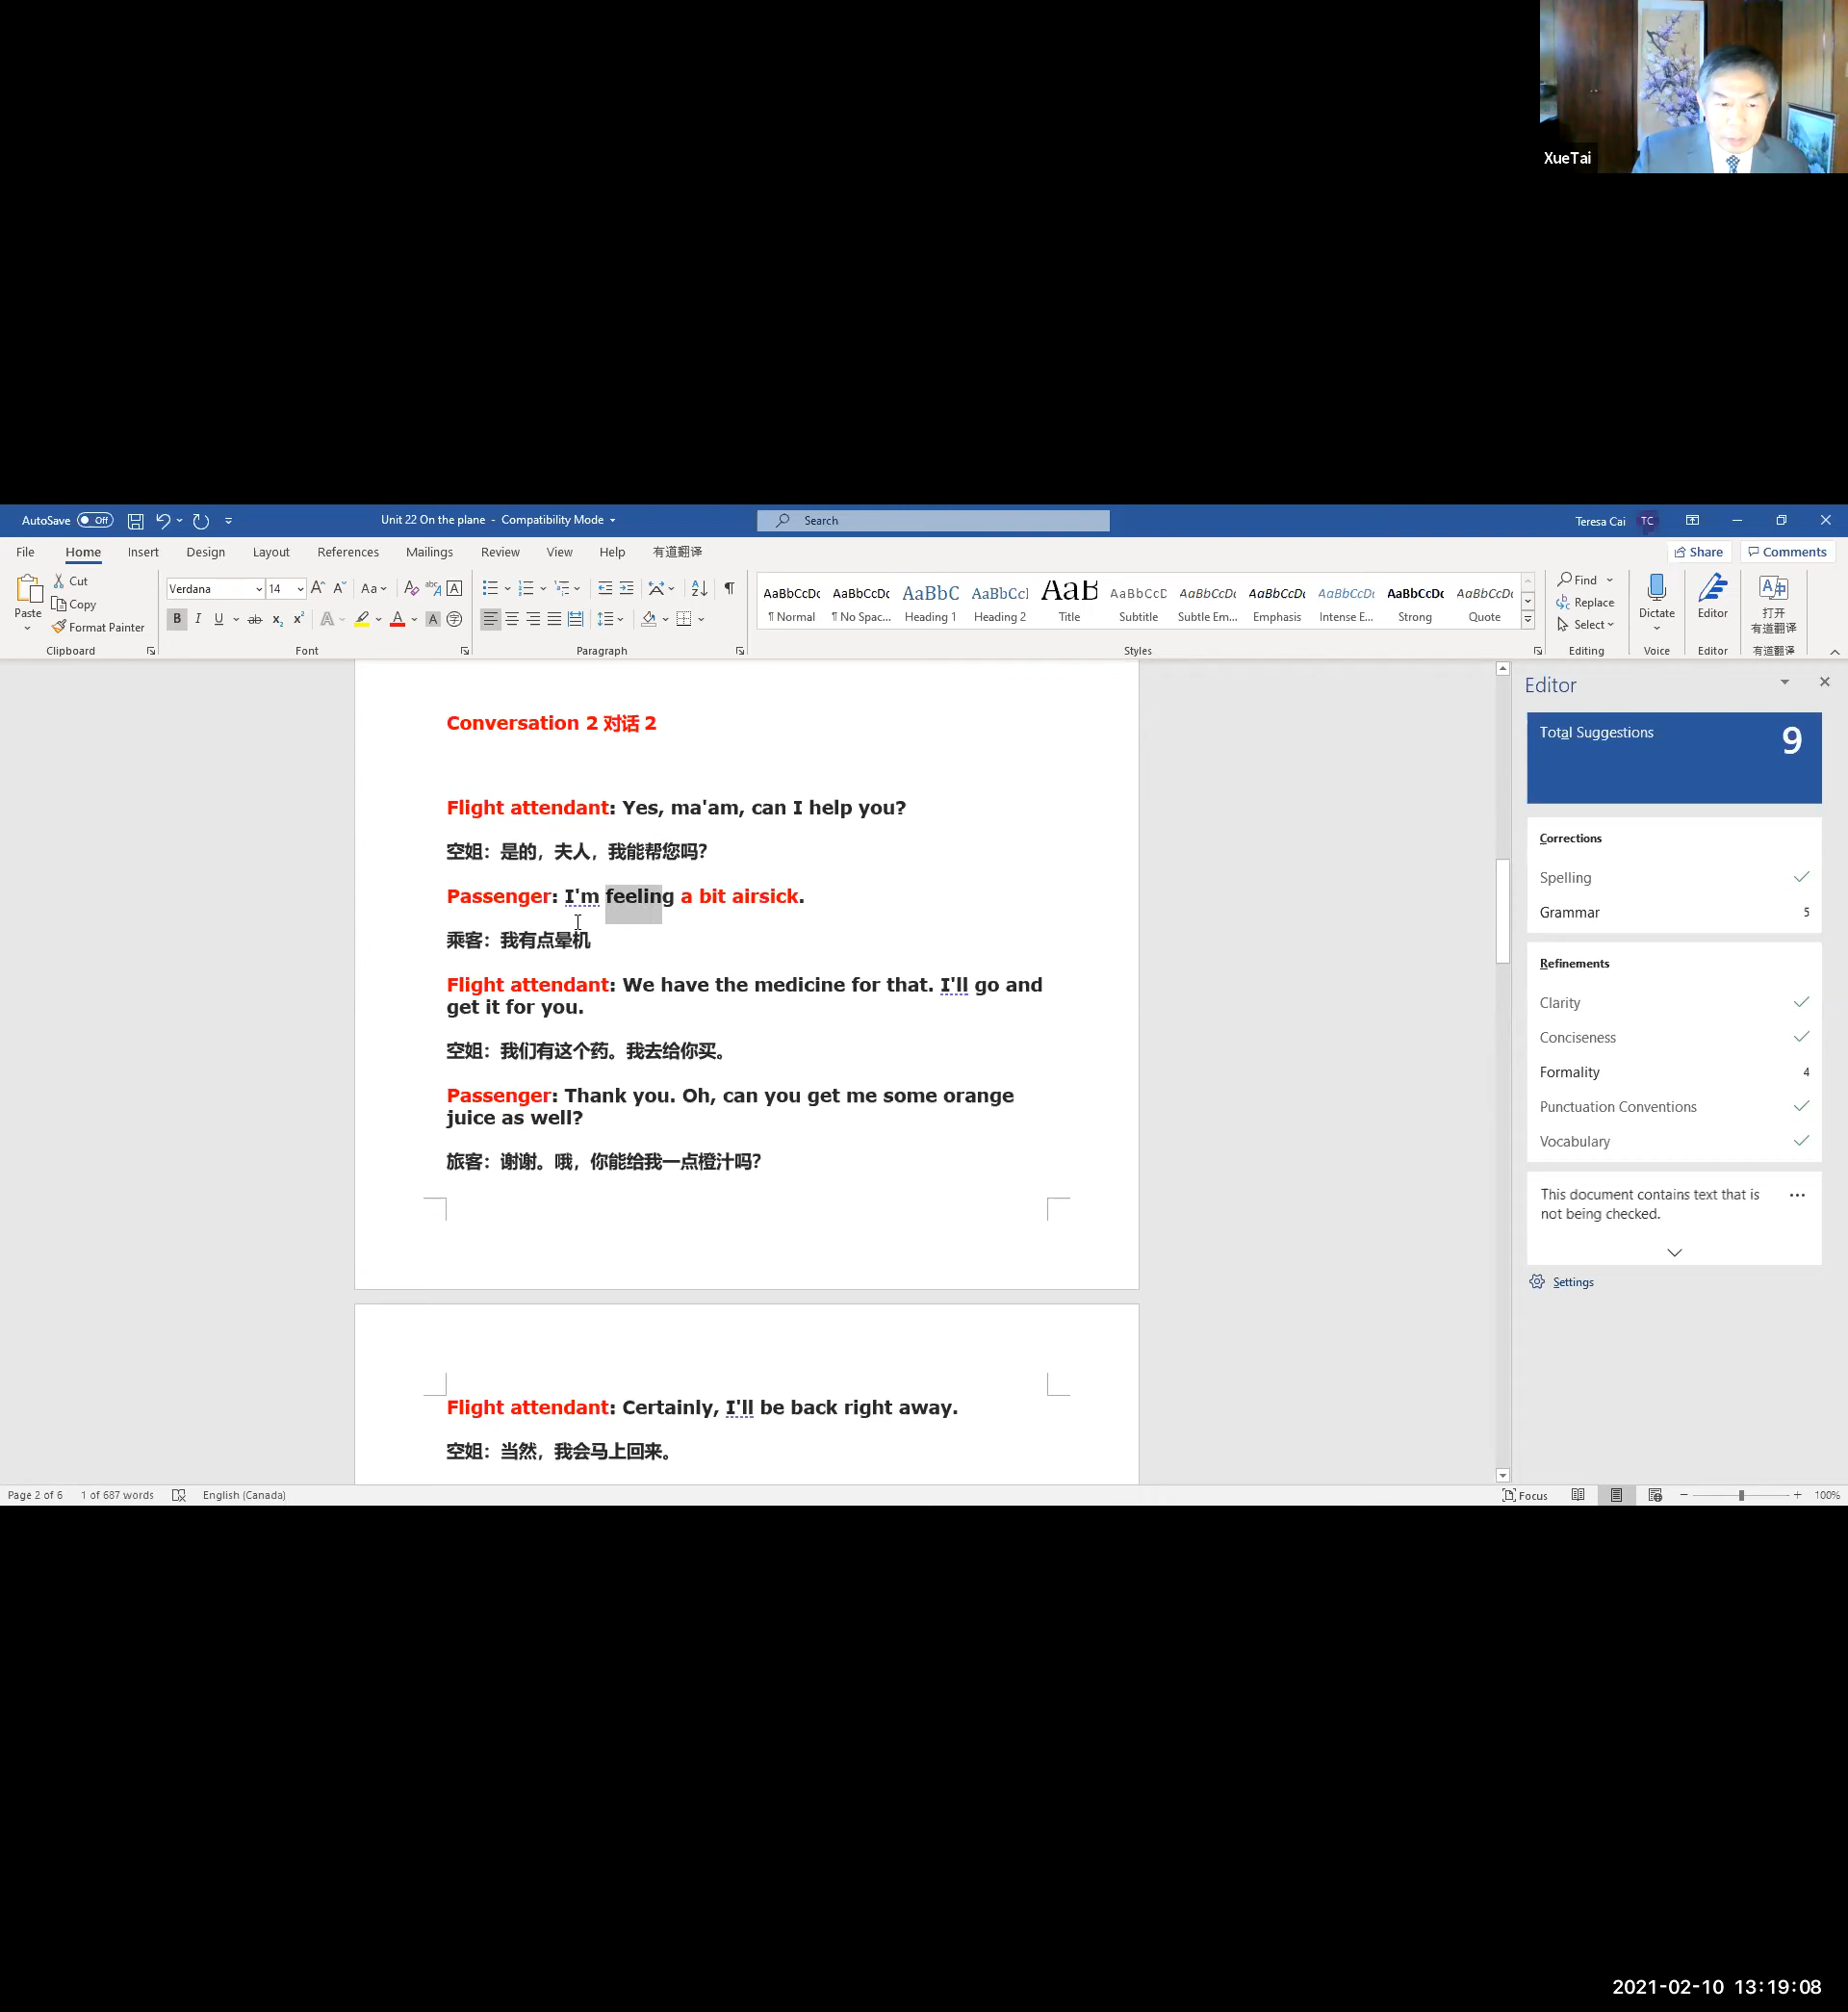 XueTai
AutoSave Off
Unit 22 On the plane - Compatibility Mode
Search
Teresa Cai TC
File Home Insert Design Layout References Mailings Review View Help 有道翻译
Share Comments
Paste
Cut
Copy
Format Painter
Clipboard
Verdana 14
Font
Paragraph
AaBbCcDc ¶ Normal
AaBbCcDc ¶ No Spac...
AaBbC Heading 1
AaBbCc Heading 2
AaB Title
AaBbCcD Subtitle
AaBbCcDc Subtle Em...
AaBbCcDc Emphasis
AaBbCcDc Intense E...
AaBbCcDc Strong
AaBbCcDc Quote
Styles
Find
Replace
Select
Editing
Dictate
Voice
Editor
Editor
打开
有道翻译
有道翻译
Conversation 2 对话 2
Flight attendant: Yes, ma'am, can I help you?
空姐：是的，夫人，我能帮您吗？
Passenger: I'm feeling a bit airsick.
乘客：我有点晕机
Flight attendant: We have the medicine for that. I'll go and
get it for you.
空姐：我们有这个药。我去给你买。
Passenger: Thank you. Oh, can you get me some orange
juice as well?
旅客：谢谢。哦，你能给我一点橙汁吗？
Flight attendant: Certainly, I'll be back right away.
空姐：当然，我会马上回来。
Editor
Total Suggestions 9
Corrections
Spelling
Grammar 5
Refinements
Clarity
Conciseness
Formality 4
Punctuation Conventions
Vocabulary
This document contains text that is
not being checked.
Settings
Page 2 of 6 1 of 687 words English (Canada)
Focus 100%
2021-02-10 13:19:08